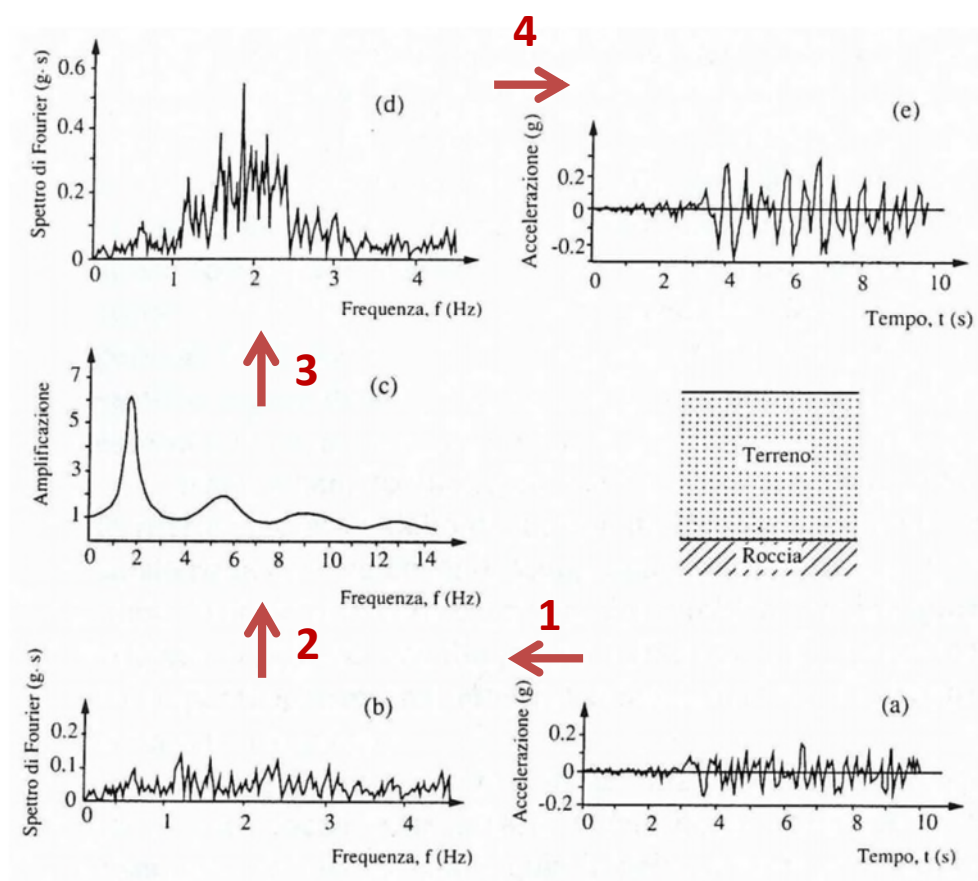 4
0.6
0.4
0.2
0
Spettro di Fourier (g· s)
(d)
0 1 2 3 4
Frequenza, f (Hz)
(e)
Accelerazione (g)
0.2
0
-0.2
0 2 4 6 8 10
Tempo, t (s)
3
(c)
Amplificazione
7
5
3
1
0 2 4 6 8 10 12 14
Frequenza, f (Hz)
Terreno
Roccia
2
1
(b)
Spettro di Fourier (g· s)
0.2
0.1
0
0 1 2 3 4
Frequenza, f (Hz)
(a)
Accelerazione (g)
0.2
0
-0.2
0 2 4 6 8 10
Tempo, t (s)